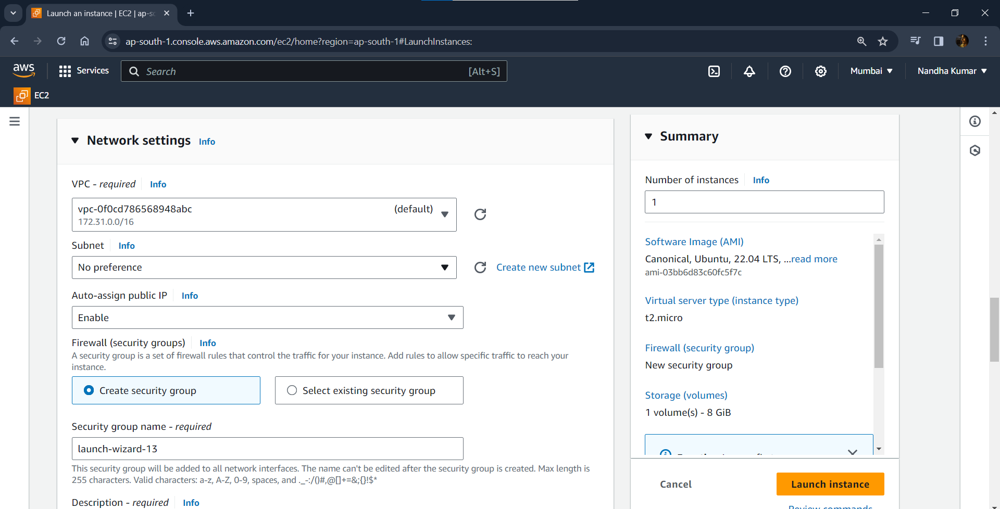 Launch an instance | EC2 | ap-sc
ap-south-1.console.aws.amazon.com/ec2/home?region=ap-south-1#LaunchInstances:
aws
Services
Search
[Alt+S]
Mumbai
Nandha Kumar
EC2
Network settings Info
VPC - required Info
vpc-0f0cd786568948abc (default)
172.31.0.0/16
Subnet Info
No preference
Create new subnet
Auto-assign public IP Info
Enable
Firewall (security groups) Info
A security group is a set of firewall rules that control the traffic for your instance. Add rules to allow specific traffic to reach your
instance.
Create security group
Select existing security group
Security group name - required
launch-wizard-13
This security group will be added to all network interfaces. The name can't be edited after the security group is created. Max length is
255 characters. Valid characters: a-z, A-Z, 0-9, spaces, and ._-:/()#,@[]+=&;{}!$*
Description - required Info
Summary
Number of instances Info
1
Software Image (AMI)
Canonical, Ubuntu, 22.04 LTS, ...read more
ami-03bb6d83c60fc5f7c
Virtual server type (instance type)
t2.micro
Firewall (security group)
New security group
Storage (volumes)
1 volume(s) - 8 GiB
Cancel
Launch instance
Review commands